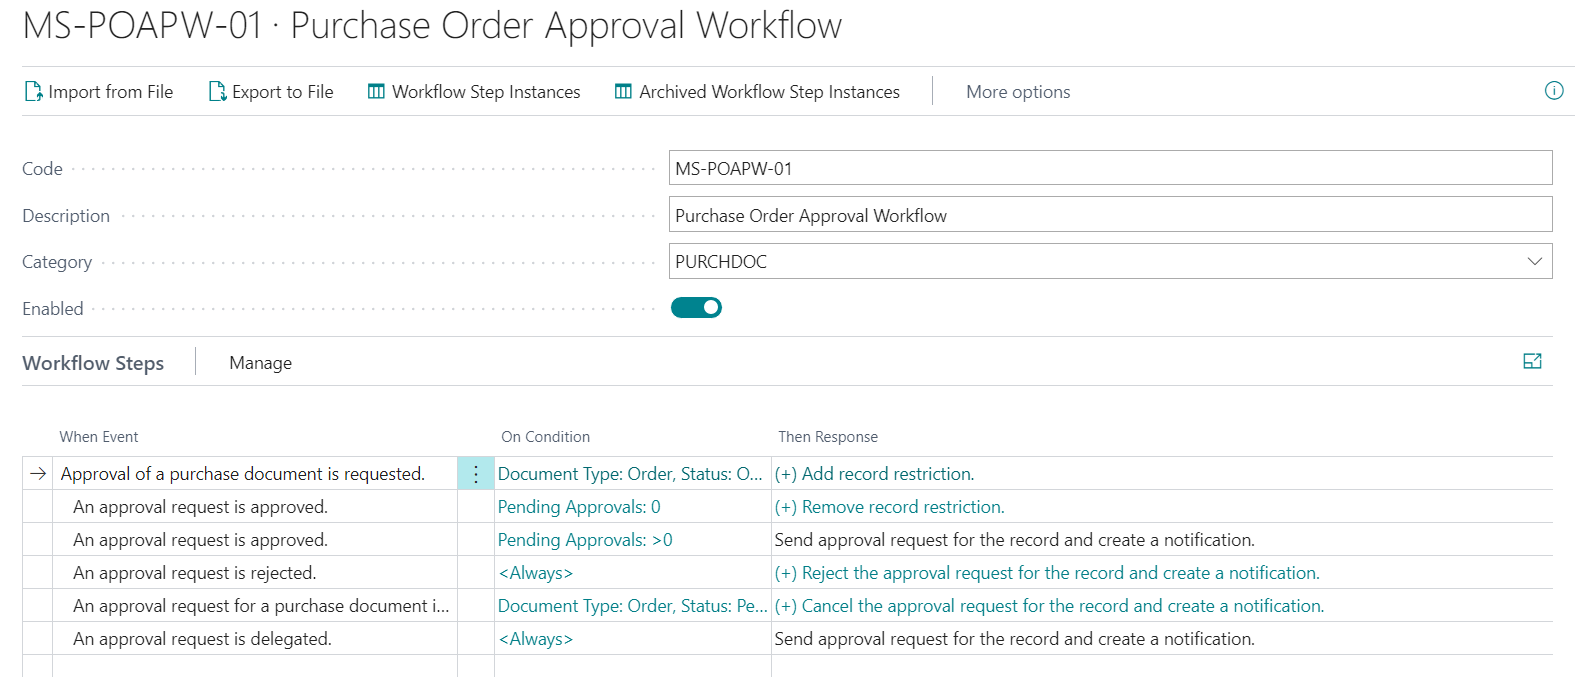 MS-POAPW-01 · Purchase Order Approval Workflow
Import from File Export to File Workflow Step Instances Archived Workflow Step Instances More options
Code MS-POAPW-01
Description Purchase Order Approval Workflow
Category PURCHDOC
Enabled
Workflow Steps Manage
When Event On Condition Then Response
Approval of a purchase document is requested. Document Type: Order, Status: O... (+) Add record restriction.
An approval request is approved. Pending Approvals: 0 (+) Remove record restriction.
An approval request is approved. Pending Approvals: >0 Send approval request for the record and create a notification.
An approval request is rejected. <Always> (+) Reject the approval request for the record and create a notification.
An approval request for a purchase document i... Document Type: Order, Status: Pe... (+) Cancel the approval request for the record and create a notification.
An approval request is delegated. <Always> Send approval request for the record and create a notification.